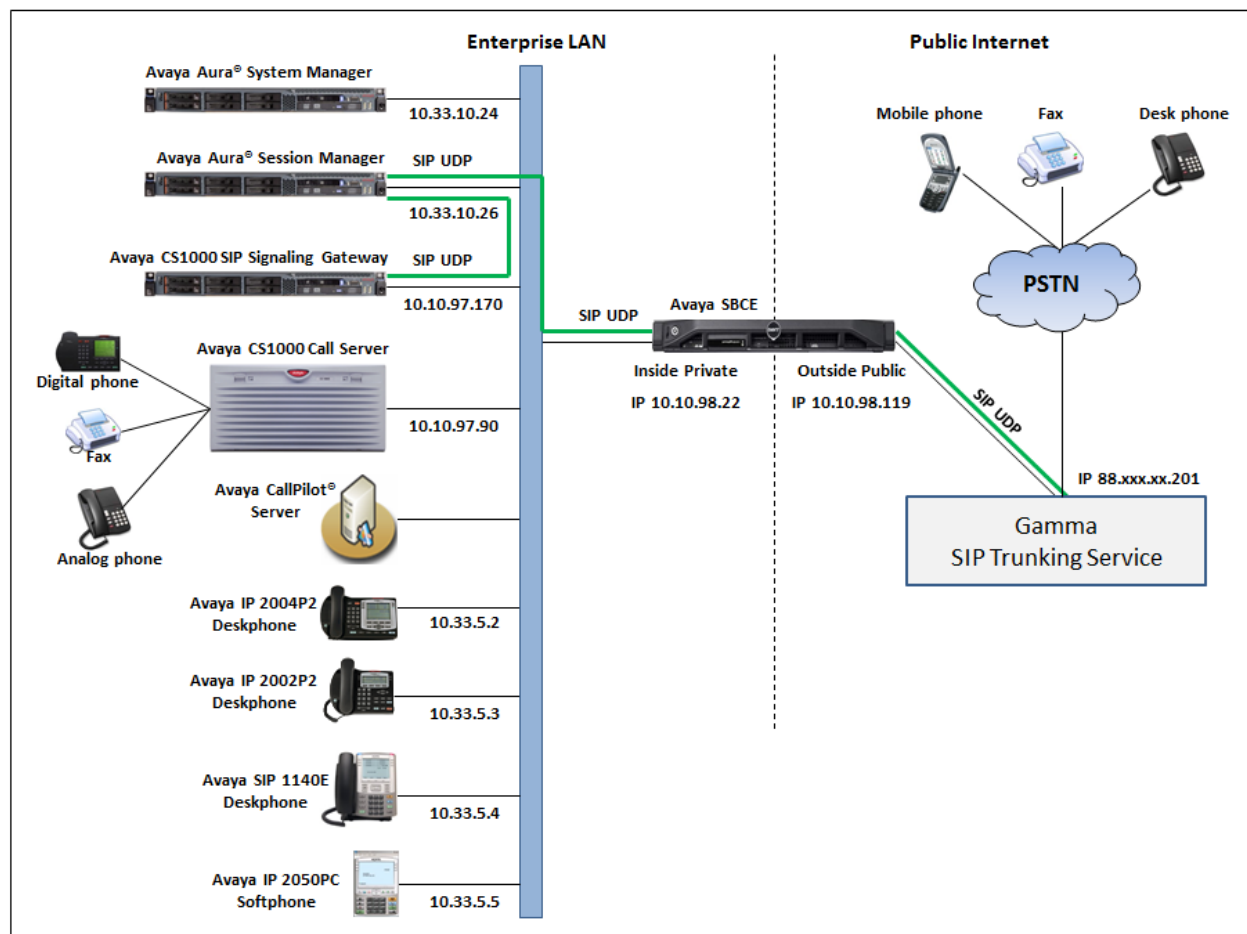 Enterprise LAN
Public Internet
Avaya Aura® System Manager
10.33.10.24
Avaya Aura® Session Manager
SIP UDP
10.33.10.26
Avaya CS1000 SIP Signaling Gateway
SIP UDP
10.10.97.170
Avaya CS1000 Call Server
Digital phone
Fax
Analog phone
10.10.97.90
Avaya CallPilot®
Server
Avaya IP 2004P2
Deskphone
10.33.5.2
Avaya IP 2002P2
Deskphone
10.33.5.3
Avaya SIP 1140E
Deskphone
10.33.5.4
Avaya IP 2050PC
Softphone
10.33.5.5
SIP UDP
Avaya SBCE
Inside Private
IP 10.10.98.22
Outside Public
IP 10.10.98.119
SIP UDP
Mobile phone
Fax
Desk phone
PSTN
IP 88.xxx.xx.201
Gamma
SIP Trunking Service